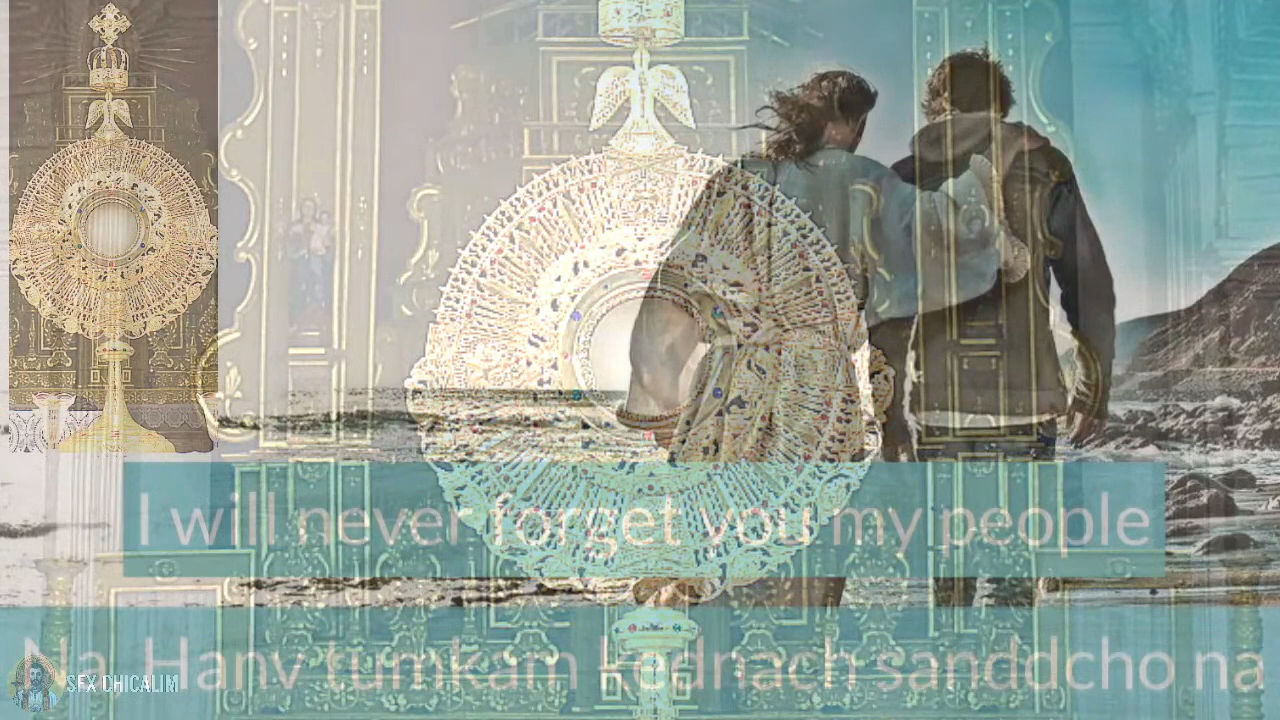 I will never forget you my people
Na Hanv tumkam kednach sanddcho na
SFX CHICALIM